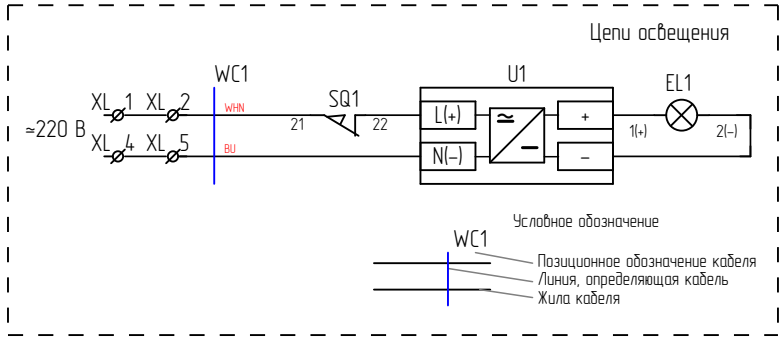 Цепи освещения
WC1
U1
EL1
XL 1 XL 2
WHN
SQ1
21
22
L(+)
≃
+
1(+)
2(-)
≃220 В
XL 4 XL 5
BU
N(-)
–
–
Условное обозначение
WC1
Позиционное обозначение кабеля
Линия, определяющая кабель
Жила кабеля